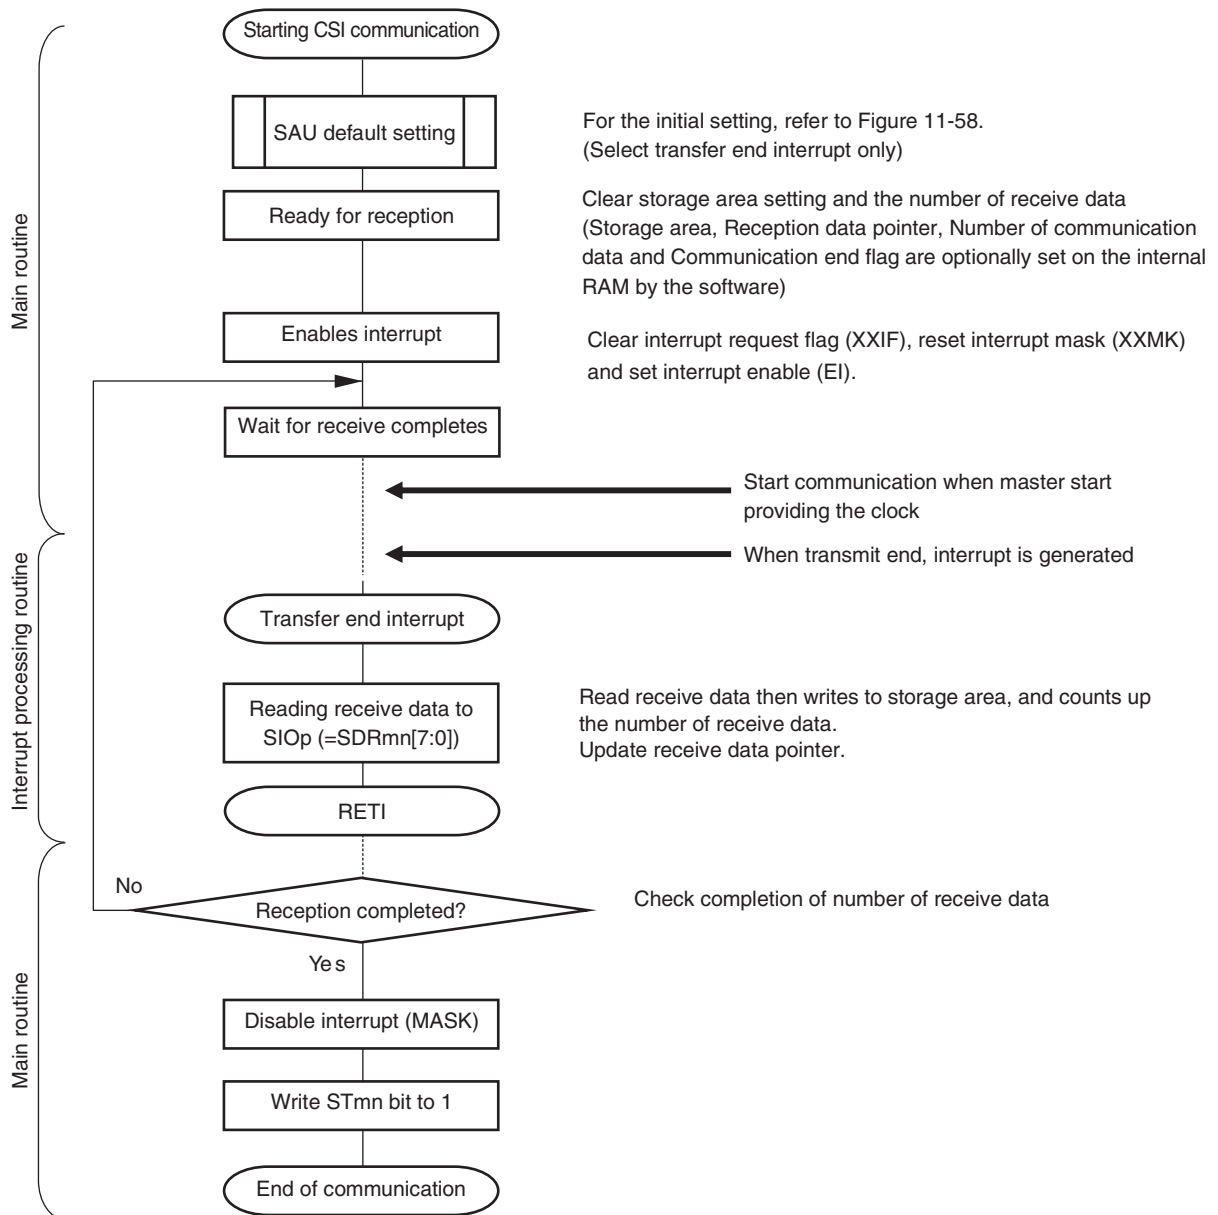 Starting CSI communication
SAU default setting
For the initial setting, refer to Figure 11-58.
(Select transfer end interrupt only)
Ready for reception
Clear storage area setting and the number of receive data
(Storage area, Reception data pointer, Number of communication
data and Communication end flag are optionally set on the internal
RAM by the software)
Main routine
Enables interrupt
Clear interrupt request flag (XXIF), reset interrupt mask (XXMK)
and set interrupt enable (EI).
Wait for receive completes
Start communication when master start
providing the clock
When transmit end, interrupt is generated
Interrupt processing routine
Transfer end interrupt
Reading receive data to
SIOp (=SDRmn[7:0])
Read receive data then writes to storage area, and counts up
the number of receive data.
Update receive data pointer.
RETI
No
Reception completed?
Check completion of number of receive data
Yes
Main routine
Disable interrupt (MASK)
Write STmn bit to 1
End of communication